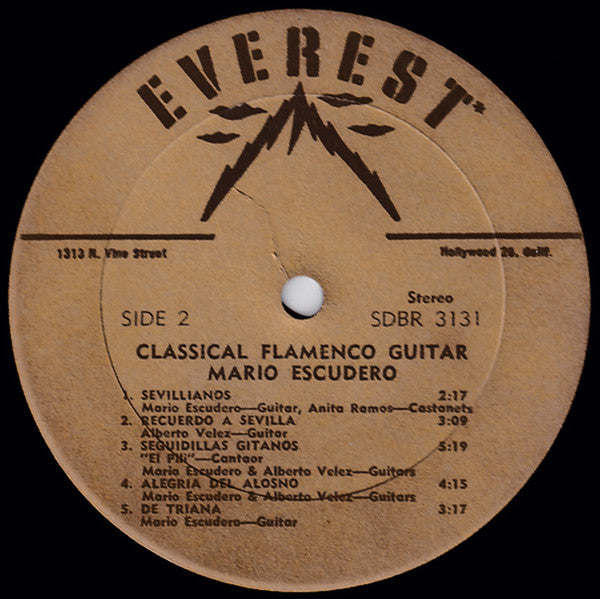 EVEREST*
1313 N. Vine Street
Hollywood 28, Calif.
Stereo
SIDE 2
SDBR 3131
CLASSICAL FLAMENCO GUITAR
MARIO ESCUDERO
1. SEVILLIANOS 2:17
Mario Escudero—Guitar, Anita Ramos—Castanets
2. RECUERDO A SEVILLA 3:09
Alberto Velez—Guitar
3. SEGUIDILLAS GITANOS 5:19
"El Pili"—Cantaor
Mario Escudero & Alberto Velez—Guitars
4. ALEGRIA DEL ALOSNO 4:15
Mario Escudero & Alberto Velez—Guitars
5. DE TRIANA 3:17
Mario Escudero—Guitar